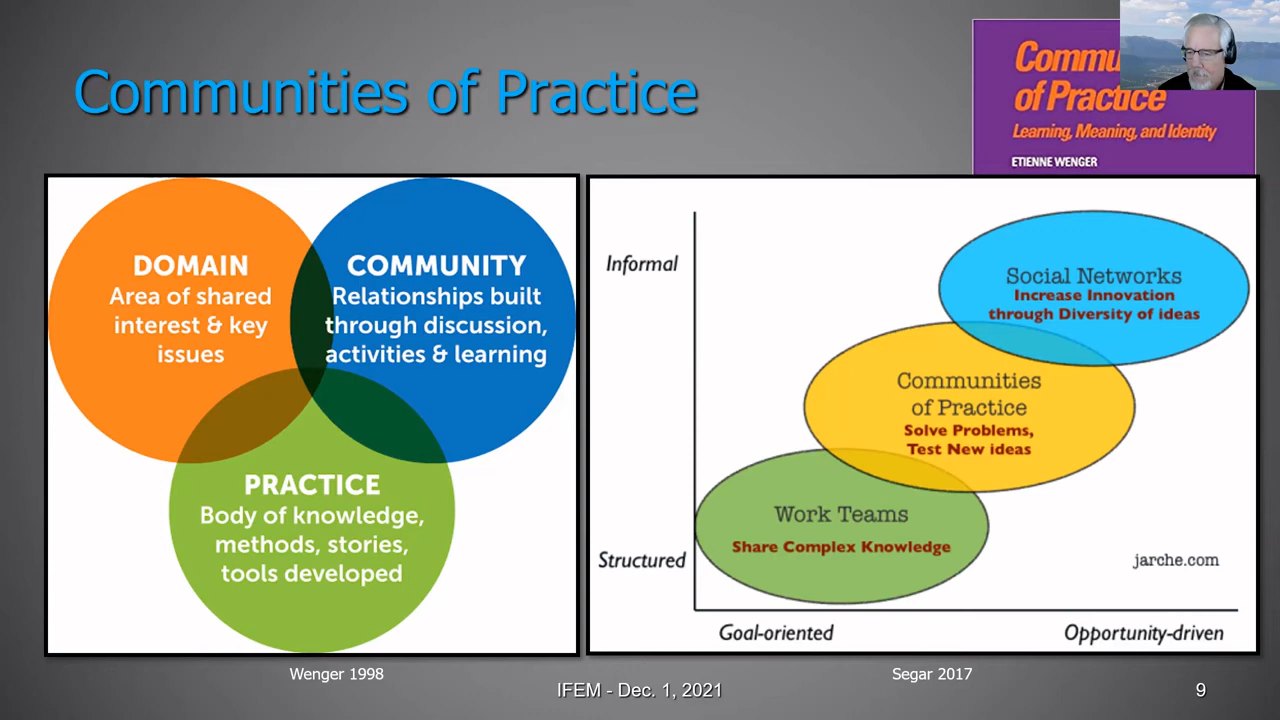 Communities of Practice
Commu
of Practice
Learning, Meaning, and Identity
ETIENNE WENGER
DOMAIN
Area of shared
interest & key
issues
COMMUNITY
Relationships built
through discussion,
activities & learning
PRACTICE
Body of knowledge,
methods, stories,
tools developed
Informal
Structured
Social Networks
Increase Innovation
through Diversity of ideas
Communities
of Practice
Solve Problems,
Test New ideas
Work Teams
Share Complex Knowledge
jarche.com
Goal-oriented
Opportunity-driven
Wenger 1998
Segar 2017
IFEM - Dec. 1, 2021
9